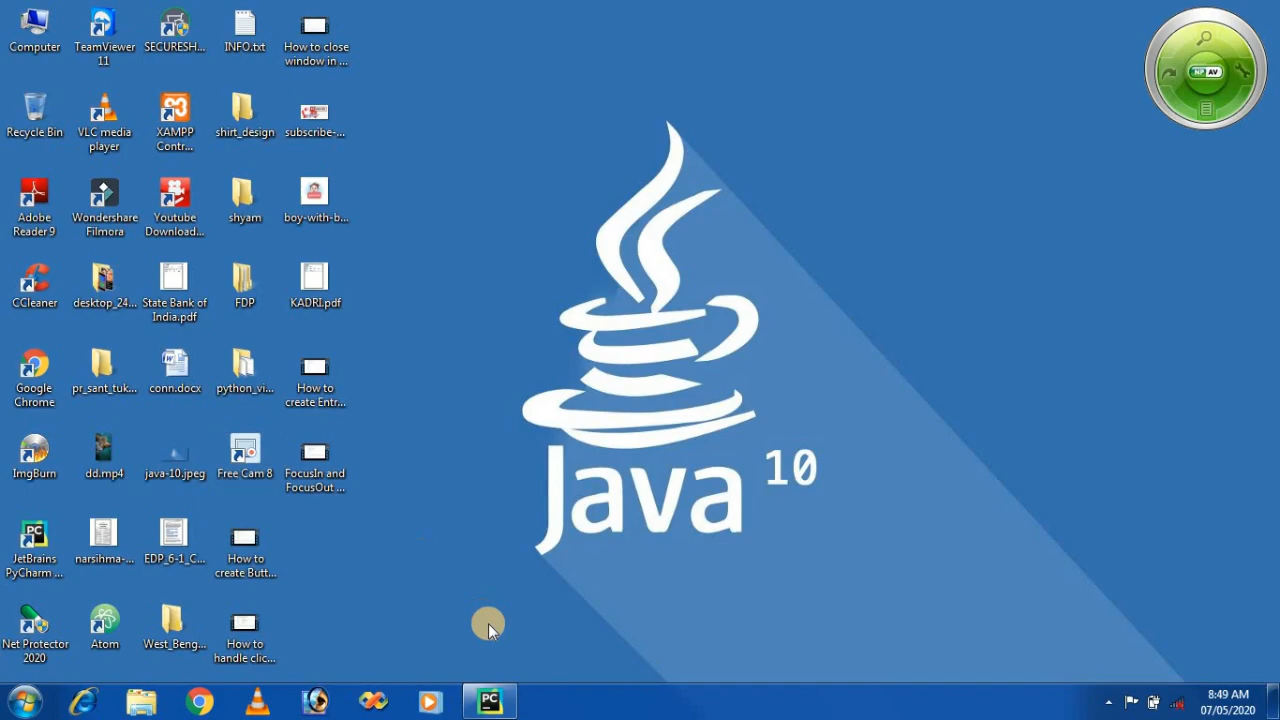 Computer
TeamViewer
11
SECURESH...
INFO.txt
How to close
window in ...
Recycle Bin
VLC media
player
XAMPP
Contr...
shirt_design
subscribe-...
Adobe
Reader 9
Wondershare
Filmora
Youtube
Download...
shyam
boy-with-b...
CCleaner
desktop_24...
State Bank of
India.pdf
FDP
KADRI.pdf
Google
Chrome
pr_sant_tuk...
conn.docx
python_vi...
How to
create Entr...
ImgBurn
dd.mp4
java-10.jpeg
Free Cam 8
FocusIn and
FocusOut ...
JetBrains
PyCharm ...
narsihma-...
EDP_6-1_C...
How to
create Butt...
Net Protector
2020
Atom
West_Beng...
How to
handle clic...
NP AV
Java 10
PC
PC
8:49 AM
07/05/2020